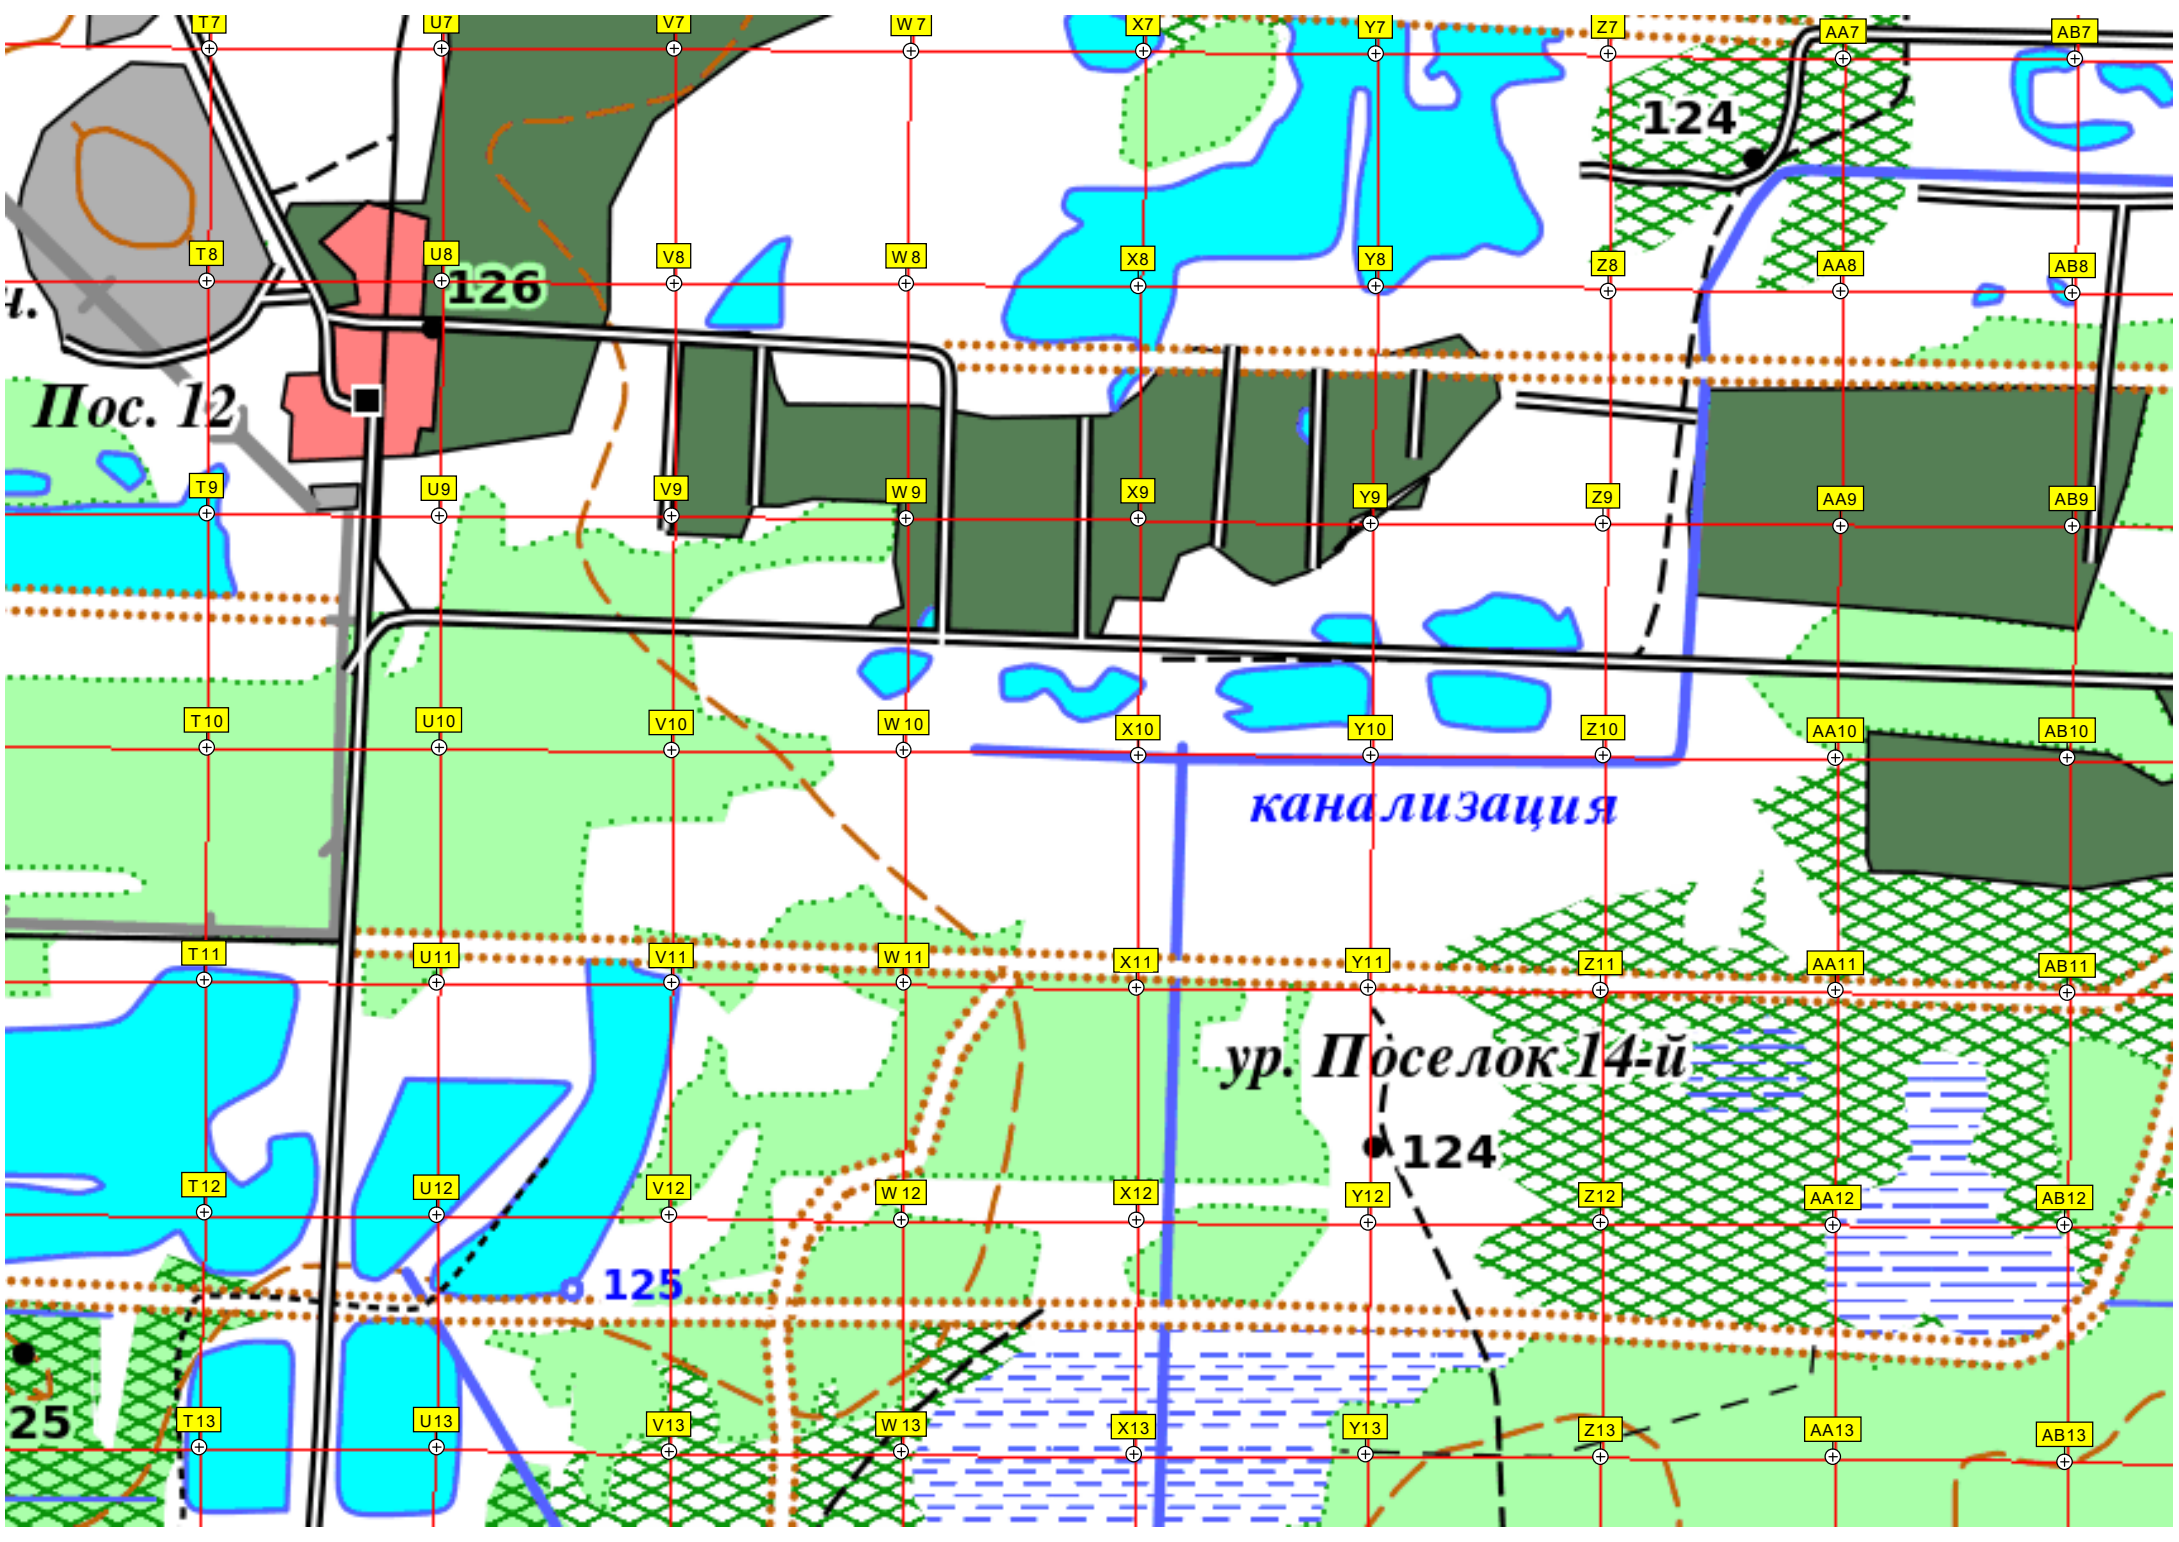 T7 U7 V7 W7 X7 Y7 Z7 AA7 AB7
124
T8 U8 V8 W8 X8 Y8 Z8 AA8 AB8
126
н.
Пос. 12
T9 U9 V9 W9 X9 Y9 Z9 AA9 AB9
T10 U10 V10 W10 X10 Y10 Z10 AA10 AB10
канализация
T11 U11 V11 W11 X11 Y11 Z11 AA11 AB11
ур. Поселок 14-й
124
T12 U12 V12 W12 X12 Y12 Z12 AA12 AB12
125
25
T13 U13 V13 W13 X13 Y13 Z13 AA13 AB13